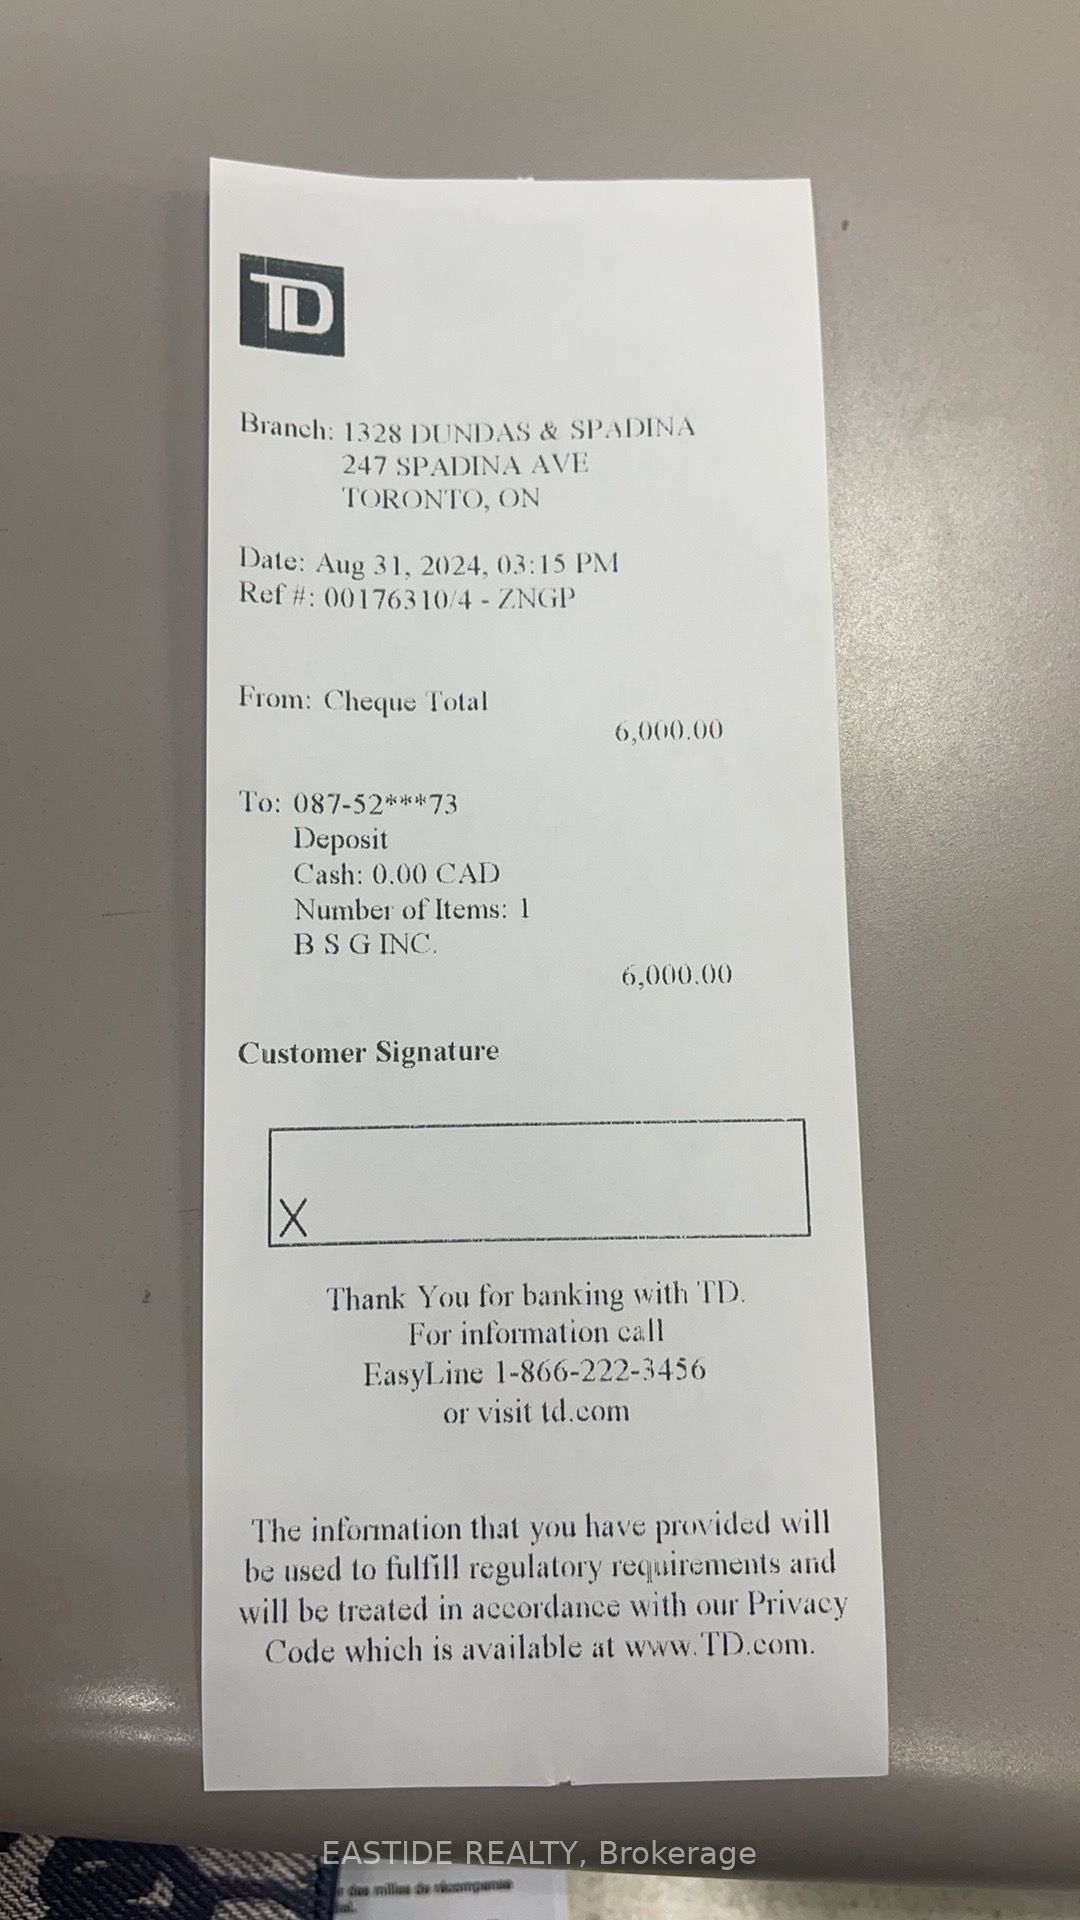 TD
Branch: 1328 DUNDAS & SPADINA
247 SPADINA AVE
TORONTO, ON
Date: Aug 31, 2024, 03:15 PM
Ref #: 00176310/4 - ZNGP
From: Cheque Total
6,000.00
To: 087-52***73
Deposit
Cash: 0.00 CAD
Number of Items: 1
B S G INC.
6,000.00
Customer Signature
X
Thank You for banking with TD.
For information call
EasyLine 1-866-222-3456
or visit td.com
The information that you have provided will
be used to fulfill regulatory requirements and
will be treated in accordance with our Privacy
Code which is available at www.TD.com.
EASTIDE REALTY, Brokerage
des milles de récompense